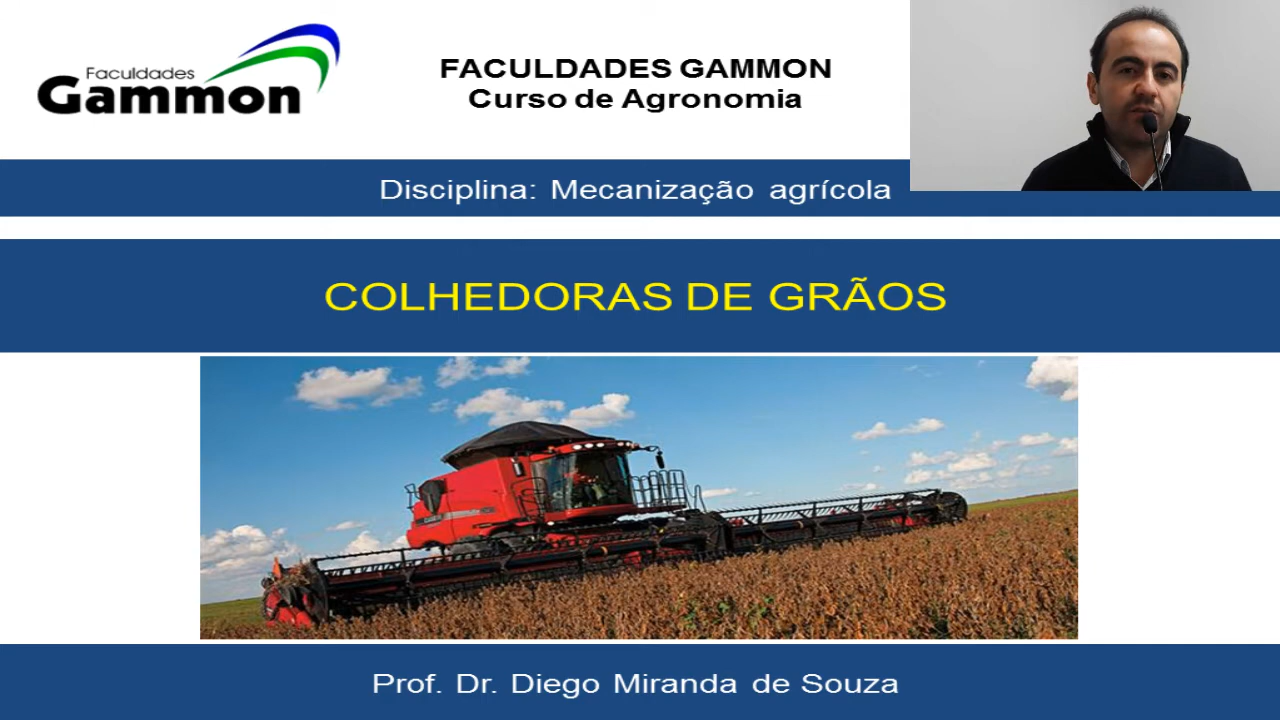 Faculdades
Gammon
FACULDADES GAMMON
Curso de Agronomia
Disciplina: Mecanização agrícola
COLHEDORAS DE GRÃOS
Prof. Dr. Diego Miranda de Souza